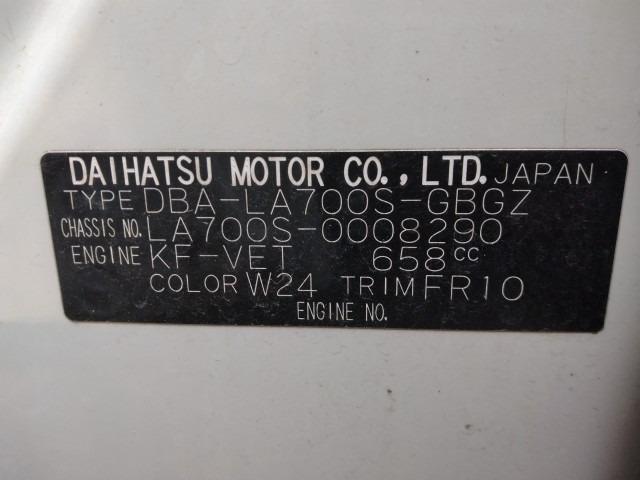 DAIHATSU MOTOR CO., LTD. JAPAN
TYPE DBA-LA700S-GBGZ
CHASSIS NO. LA700S-0008290
ENGINE KF-VET 658cc
COLOR W24 TRIM FR10
ENGINE NO.